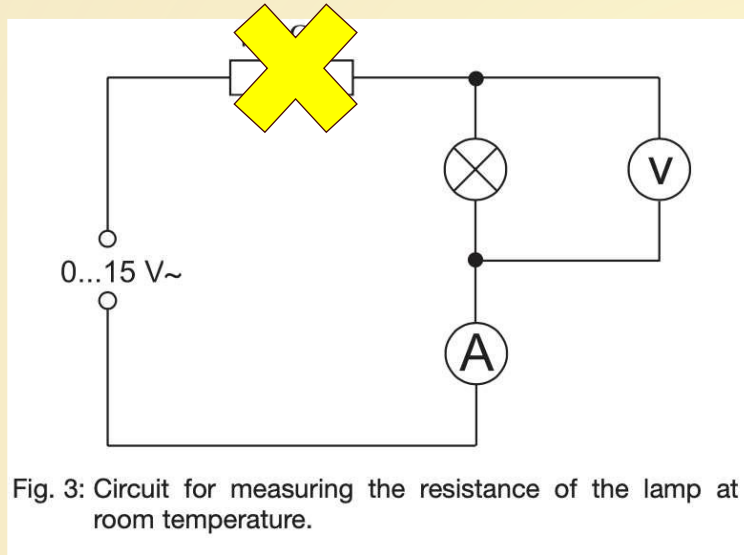 V
0...15 V~
A
Fig. 3: Circuit for measuring the resistance of the lamp at
room temperature.